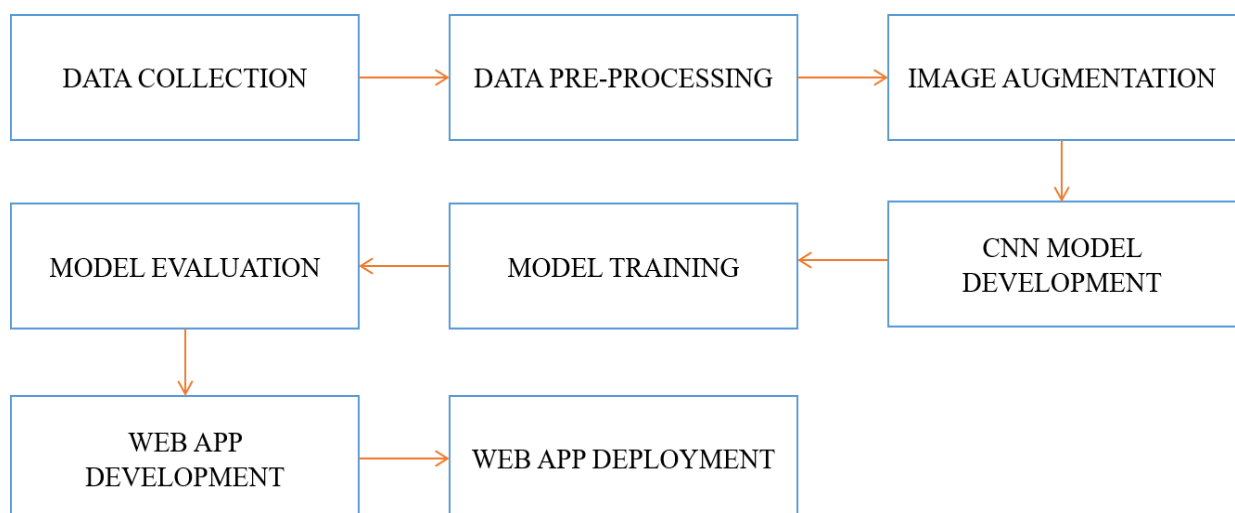 DATA COLLECTION
DATA PRE-PROCESSING
IMAGE AUGMENTATION
CNN MODEL
DEVELOPMENT
MODEL TRAINING
MODEL EVALUATION
WEB APP
DEVELOPMENT
WEB APP DEPLOYMENT